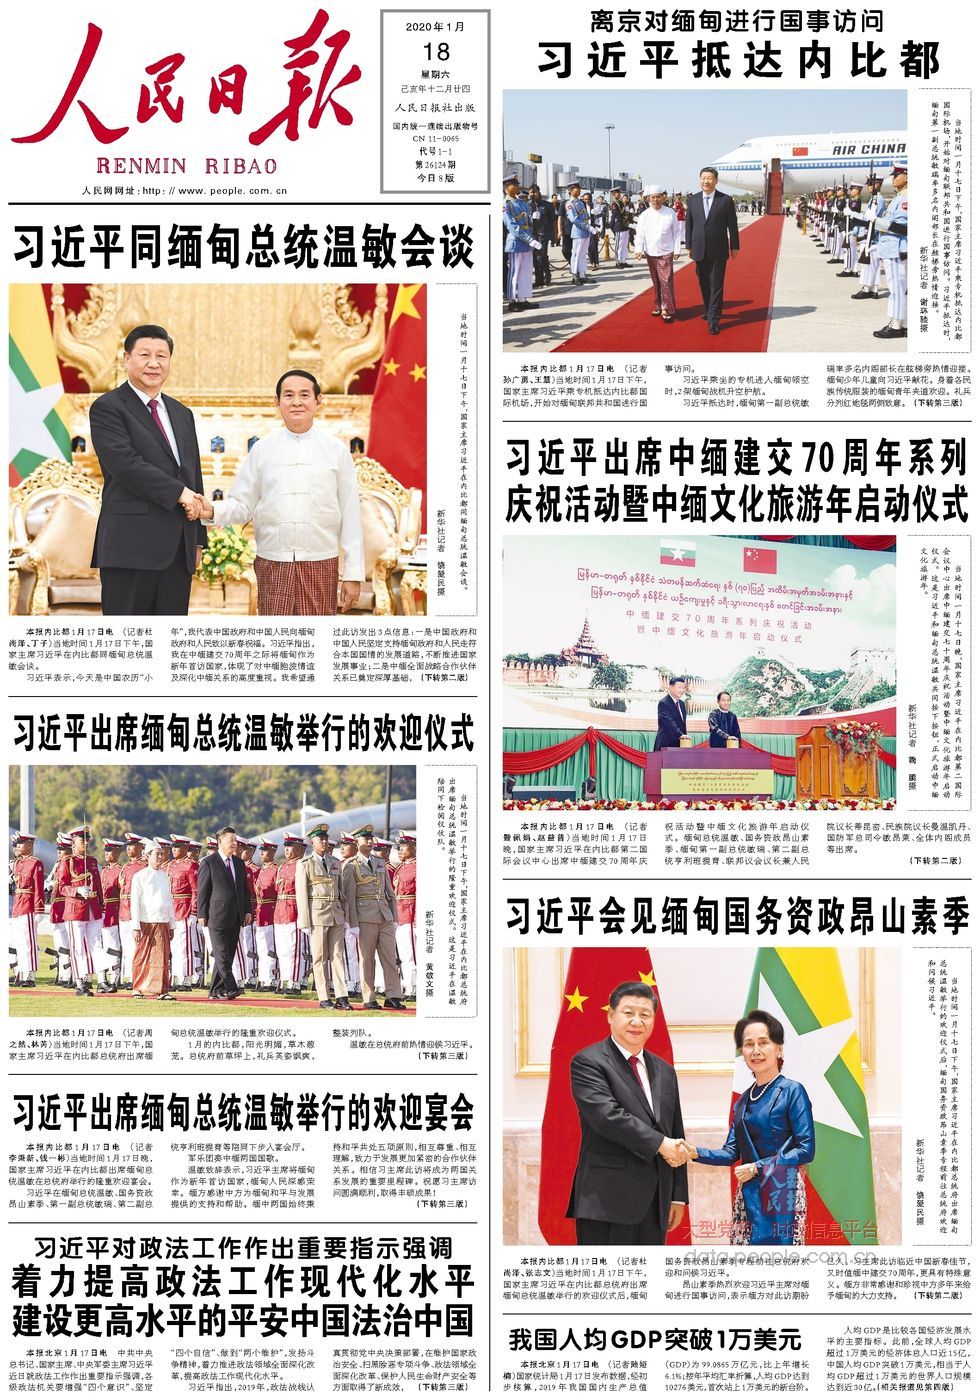 人民日报
RENMIN RIBAO
人民网网址:http://www.people.com.cn
2020年1月
18
星期六
己亥年十二月廿四
人民日报社出版
国内统一连续出版物号
CN 11-0065
代号1-1
第26124期
今日8版
离京对缅甸进行国事访问
习近平抵达内比都
AIR CHINA
当地时间一月十七日下午,国家主席习近平乘专机抵达内比都
国际机场,开始对缅甸联邦共和国进行国事访问。习近平抵达时,
缅甸第一副总统敏瑞率多名内阁部长在舷梯旁热情迎接。
新华社记者 谢环驰摄
本报内比都1月17日电 (记者
孙广勇、王慧)当地时间1月17日下午,
国家主席习近平乘专机抵达内比都国
际机场,开始对缅甸联邦共和国进行国
事访问。
习近平乘坐的专机进入缅甸领空
时,2架缅甸战机升空护航。
习近平抵达时,缅甸第一副总统敏
瑞率多名内阁部长在舷梯旁热情迎接。
缅甸少年儿童向习近平献花。身着各民
族传统服装的缅甸青年夹道欢迎。礼兵
分列红地毯两侧致意。(下转第三版)
习近平同缅甸总统温敏会谈
当地时间一月十七日下午,国家主席习近平在内比都同缅甸总统温敏会谈。
新华社记者 饶爱民摄
本报内比都1月17日电 (记者杜
尚泽、丁子)当地时间1月17日下午,国
家主席习近平在内比都同缅甸总统温
敏会谈。
习近平表示,今天是中国农历“小
年”,我代表中国政府和中国人民向缅甸
政府和人民致以新春祝福。习近平指出,
我在中缅建交70周年之际将缅甸作为
新年首访国家,体现了对中缅胞波情谊
及深化中缅关系的高度重视。我希望通
过此访发出3点信息:一是中国政府和
中国人民坚定支持缅甸政府和人民走符
合本国国情的发展道路,不断推进国家
发展事业;二是中缅全面战略合作伙伴
关系已奠定深厚基础, (下转第二版)
习近平出席中缅建交70周年系列
庆祝活动暨中缅文化旅游年启动仪式
中缅建交70周年系列庆祝活动
暨中缅文化旅游年启动仪式
当地时间一月十七日晚,国家主席习近平在内比都第二国际
会议中心出席中缅建交七十周年庆祝活动暨中缅文化旅游年启动
仪式。这是习近平和缅甸总统温敏共同按下按钮,正式启动中缅
文化旅游年。
新华社记者 鞠鹏摄
本报内比都1月17日电 (记者
暨佩娟、赵益普)当地时间1月17日
晚,国家主席习近平在内比都第二国
际会议中心出席中缅建交70周年庆
祝活动暨中缅文化旅游年启动仪
式。缅甸总统温敏、国务资政昂山素
季、缅甸第一副总统敏瑞、第二副总
统亨利班提育、联邦议会议长兼人民
院议长蒂昆密、民族院议长曼温凯丹、
国防军总司令敏昂莱、全体内阁成员
等出席。
(下转第二版)
习近平出席缅甸总统温敏举行的欢迎仪式
当地时间一月十七日下午,国家主席习近平在内比都总统府
出席缅甸总统温敏举行的隆重欢迎仪式。这是习近平在温敏
陪同下检阅仪仗队。
新华社记者 黄敬文摄
本报内比都1月17日电 (记者周
之然、林芮)当地时间1月17日下午,国
家主席习近平在内比都总统府出席缅
甸总统温敏举行的隆重欢迎仪式。
1月的内比都,阳光明媚,草木葱
茏。总统府前草坪上,礼兵英姿飒爽,
整装列队。
温敏在总统府前热情迎候习近平。
(下转第三版)
习近平会见缅甸国务资政昂山素季
当地时间一月十七日下午,国家主席习近平在内比都总统府出席缅甸
总统温敏举行的欢迎仪式后,缅甸国务资政昂山素季专程前往总统府欢迎
和问候习近平。
新华社记者
本报内比都1月17日电 (记者杜
尚泽、张志文)当地时间1月17日下午,
国家主席习近平在内比都总统府出席
缅甸总统温敏举行的欢迎仪式后,缅甸
国务资政昂山素季专程前往总统府欢
迎和问候习近平。
昂山素季热烈欢迎习近平主席对缅
甸进行国事访问,表示缅方对此访期盼
已久。习主席此访临近中国新春佳节,
又时值缅中建交70周年,更具有特殊意
义。缅方非常感谢和珍视中方多年来给
予缅甸的大力支持。 (下转第二版)
data.people.com.cn
习近平出席缅甸总统温敏举行的欢迎宴会
本报内比都1月17日电 (记者
李秉新、钱一彬)当地时间1月17日晚,
国家主席习近平在内比都出席缅甸总
统温敏在总统府举行的隆重欢迎宴会。
习近平在缅甸总统温敏、国务资政
昂山素季、第一副总统敏瑞、第二副总
统亨利班提育等陪同下步入宴会厅。
军乐团奏中缅两国国歌。
温敏致辞表示,习近平主席将缅甸
作为新年首访国家,缅甸人民深感荣
幸。缅方感谢中方为缅甸和平与发展
提供的支持和帮助。缅中两国始终秉
持和平共处五项原则,相互尊重、相互
理解,致力于发展更加紧密的合作伙伴
关系。相信习主席此访将成为两国关
系发展的重要里程碑。祝愿习主席访
问圆满顺利,取得丰硕成果!
(下转第三版)
习近平对政法工作作出重要指示强调
着力提高政法工作现代化水平
建设更高水平的平安中国法治中国
本报北京1月17日电 中共中央
总书记、国家主席、中央军委主席习近平
近日就政法工作作出重要指示强调,各
级政法机关要增强“四个意识”、坚定
“四个自信”、做到“两个维护”,发扬斗
争精神,着力推进政法领域全面深化改
革,提高政法工作现代化水平。
习近平指出,2019年,政法战线认
真贯彻党中央决策部署,在维护国家政
治安全、扫黑除恶专项斗争、政法领域全
面深化改革、保护人民生命财产安全等
方面取得了新成效, (下转第三版)
我国人均GDP突破1万美元
本报北京1月17日电 (记者陆娅
楠)国家统计局1月17日发布数据,经初
步核算,2019年我国国内生产总值
(GDP)为99.0865万亿元,比上年增长
6.1%;按年平均汇率折算,人均GDP达到
10276美元,首次站上1万美元的新台阶。
人均GDP是比较各国经济发展水
平的主要指标。此前,全球人均GDP
超过1万美元的经济体总人口近15亿,
中国人均GDP突破1万美元,相当于人
均GDP超过1万美元的世界人口规模
达到近30亿。(相关报道见第四版)